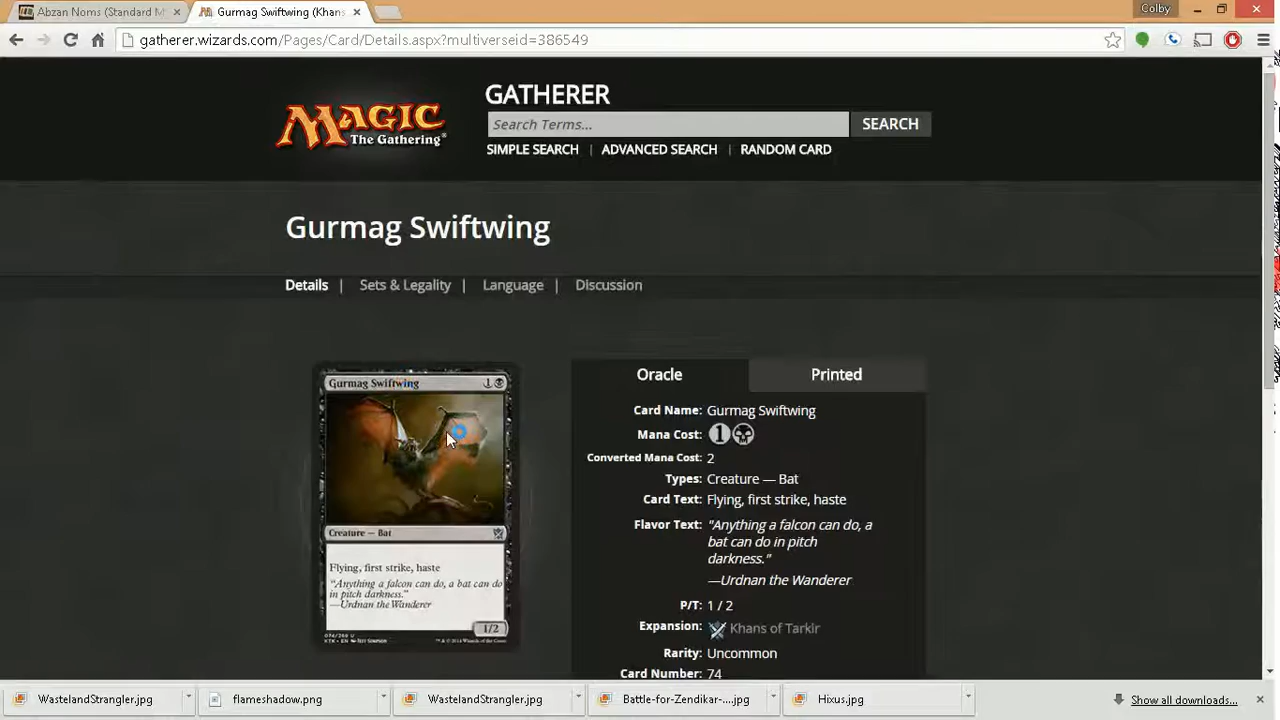 Abzan Noms (Standard M
Gurmag Swiftwing (Khans
Colby
gatherer.wizards.com/Pages/Card/Details.aspx?multiverseid=386549
MAGIC
The Gathering®
GATHERER
Search Terms...
SEARCH
SIMPLE SEARCH | ADVANCED SEARCH | RANDOM CARD
Gurmag Swiftwing
Details | Sets & Legality | Language | Discussion
Gurmag Swiftwing 1
Creature — Bat
Flying, first strike, haste
"Anything a falcon can do, a bat can do
in pitch darkness."
—Urdnan the Wanderer
1/2
Oracle
Printed
Card Name: Gurmag Swiftwing
Mana Cost: 1
Converted Mana Cost: 2
Types: Creature — Bat
Card Text: Flying, first strike, haste
Flavor Text: "Anything a falcon can do, a
bat can do in pitch
darkness."
—Urdnan the Wanderer
P/T: 1 / 2
Expansion: Khans of Tarkir
Rarity: Uncommon
Card Number: 74
WastelandStrangler.jpg
flameshadow.png
WastelandStrangler.jpg
Battle-for-Zendikar-....jpg
Hixus.jpg
Show all downloads...